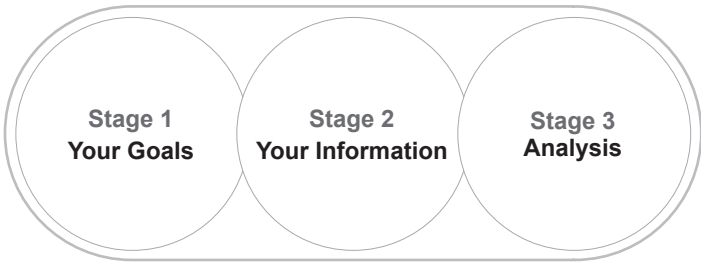 Stage 1
Your Goals
Stage 2
Your Information
Stage 3
Analysis